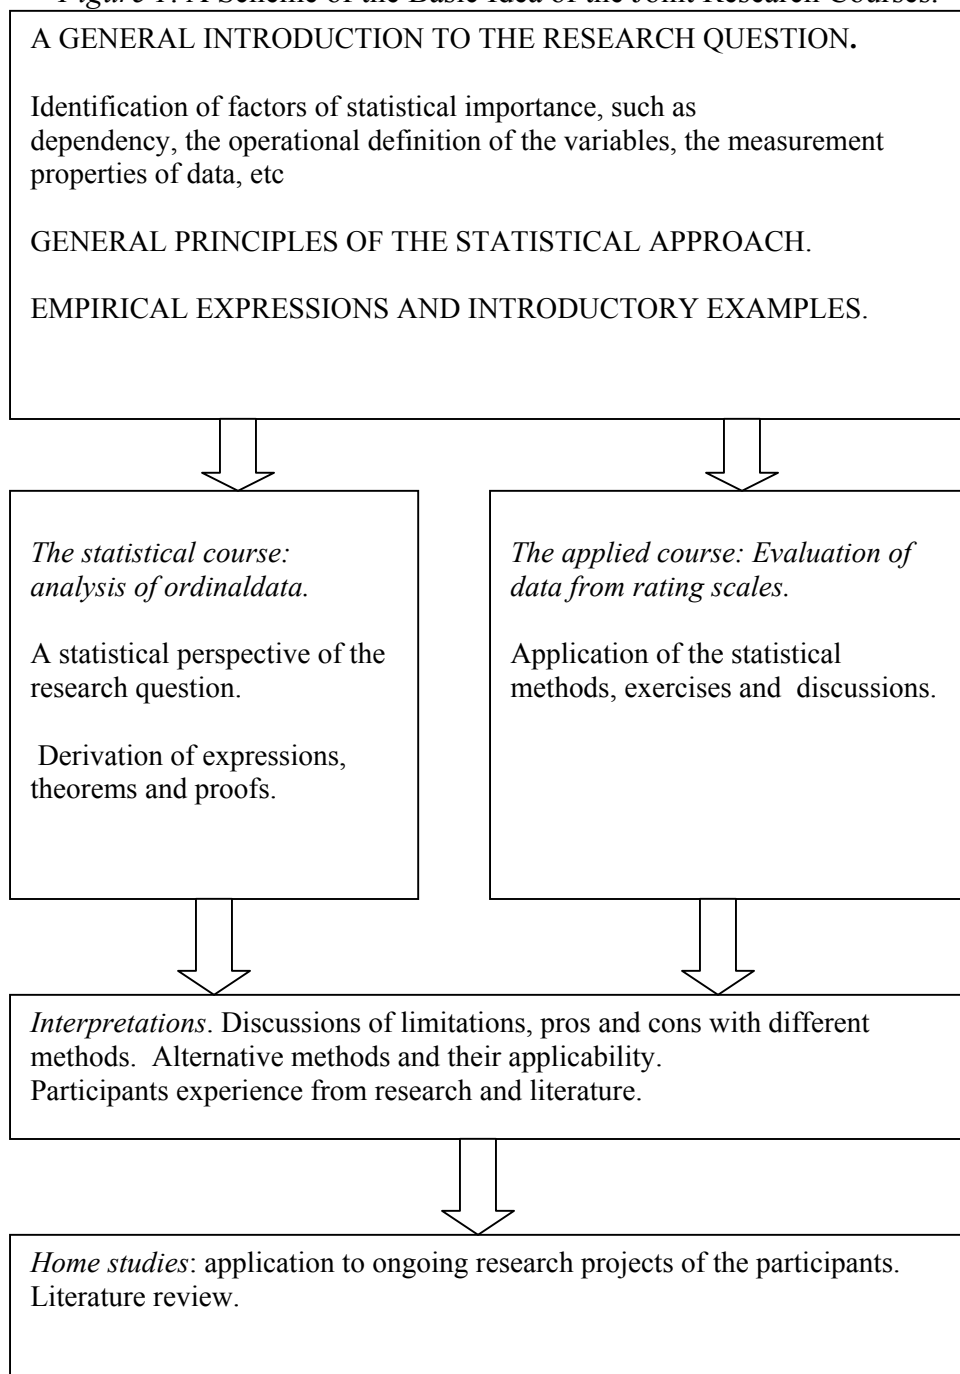 Figure 1: A Scheme of the Basic Idea of the Joint Research Courses.
A GENERAL INTRODUCTION TO THE RESEARCH QUESTION.
Identification of factors of statistical importance, such as
dependency, the operational definition of the variables, the measurement
properties of data, etc
GENERAL PRINCIPLES OF THE STATISTICAL APPROACH.
EMPIRICAL EXPRESSIONS AND INTRODUCTORY EXAMPLES.
The statistical course:
analysis of ordinaldata.
A statistical perspective of the
research question.
Derivation of expressions,
theorems and proofs.
The applied course: Evaluation of
data from rating scales.
Application of the statistical
methods, exercises and discussions.
Interpretations. Discussions of limitations, pros and cons with different
methods. Alternative methods and their applicability.
Participants experience from research and literature.
Home studies: application to ongoing research projects of the participants.
Literature review.